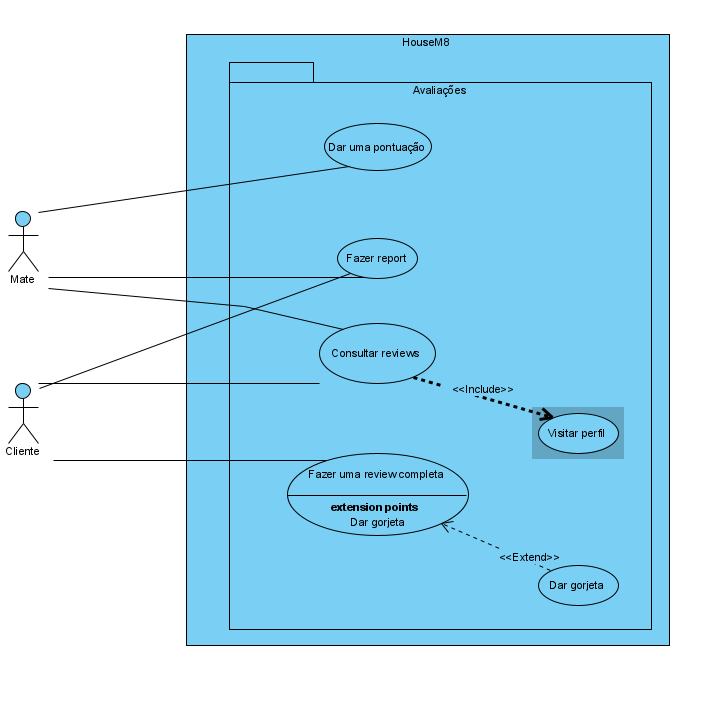 HouseM8
Avaliações
Dar uma pontuação
Mate
Fazer report
Consultar reviews
<<Include>>
Visitar perfil
Cliente
Fazer uma review completa
extension points
Dar gorjeta
<<Extend>>
Dar gorjeta